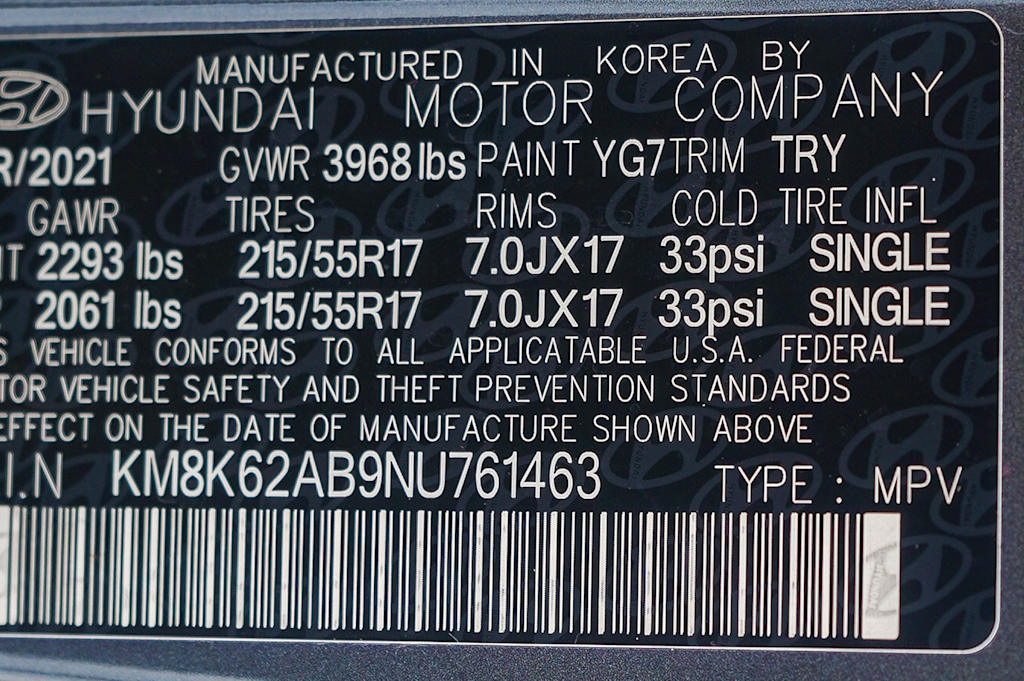 MANUFACTURED IN KOREA BY
HYUNDAI MOTOR COMPANY
R/2021 GVWR 3968 lbs PAINT YG7 TRIM TRY
GAWR TIRES RIMS COLD TIRE INFL
NT 2293 lbs 215/55R17 7.0JX17 33psi SINGLE
2061 lbs 215/55R17 7.0JX17 33psi SINGLE
S VEHICLE CONFORMS TO ALL APPLICATABLE U.S.A. FEDERAL
TOR VEHICLE SAFETY AND THEFT PREVENTION STANDARDS
EFFECT ON THE DATE OF MANUFACTURE SHOWN ABOVE
.I.N KM8K62AB9NU761463 TYPE : MPV